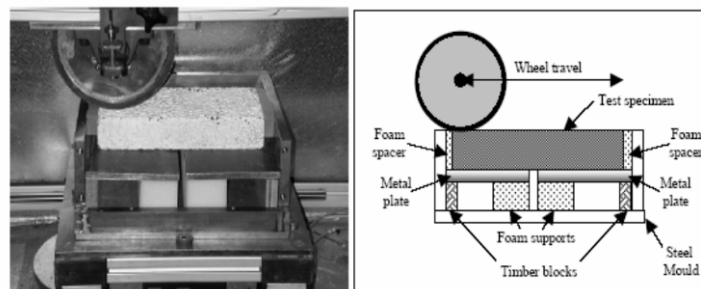 Wheel travel
Test specimen
Foam
spacer
Foam
spacer
Metal
plate
Metal
plate
Foam supports
Timber blocks
Steel
Mould